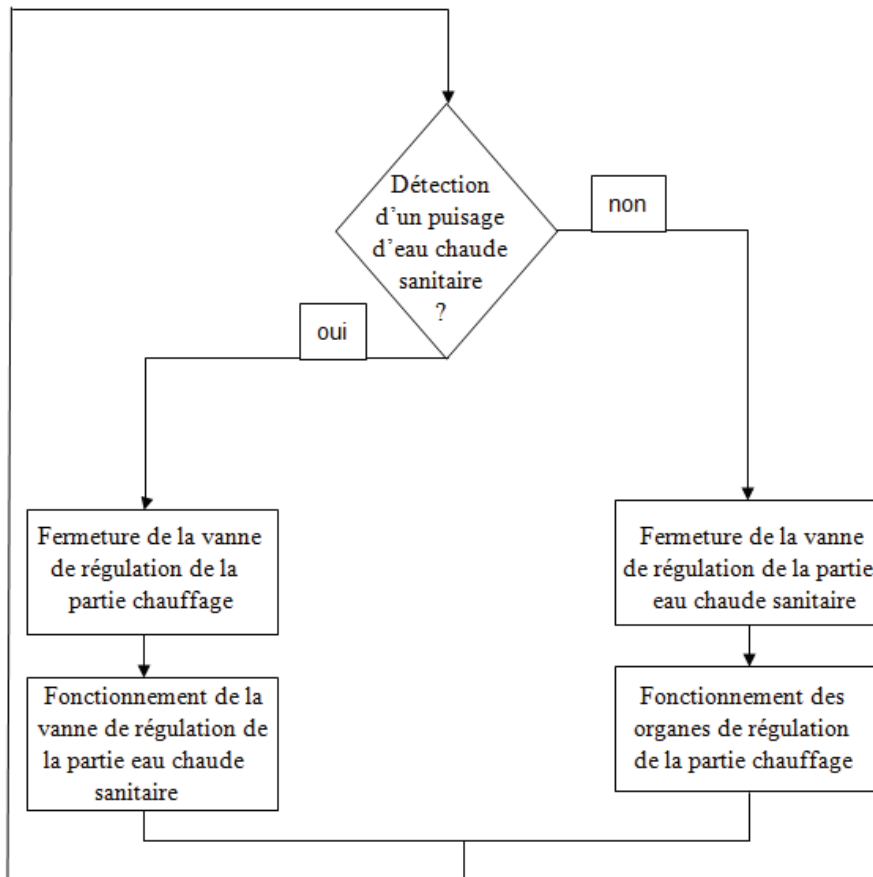 Détection
d'un puisage
d'eau chaude
sanitaire
?
non
oui
Fermeture de la vanne
de régulation de la
partie chauffage
Fermeture de la vanne
de régulation de la partie
eau chaude sanitaire
Fonctionnement de la
vanne de régulation de
la partie eau chaude
sanitaire
Fonctionnement des
organes de régulation
de la partie chauffage